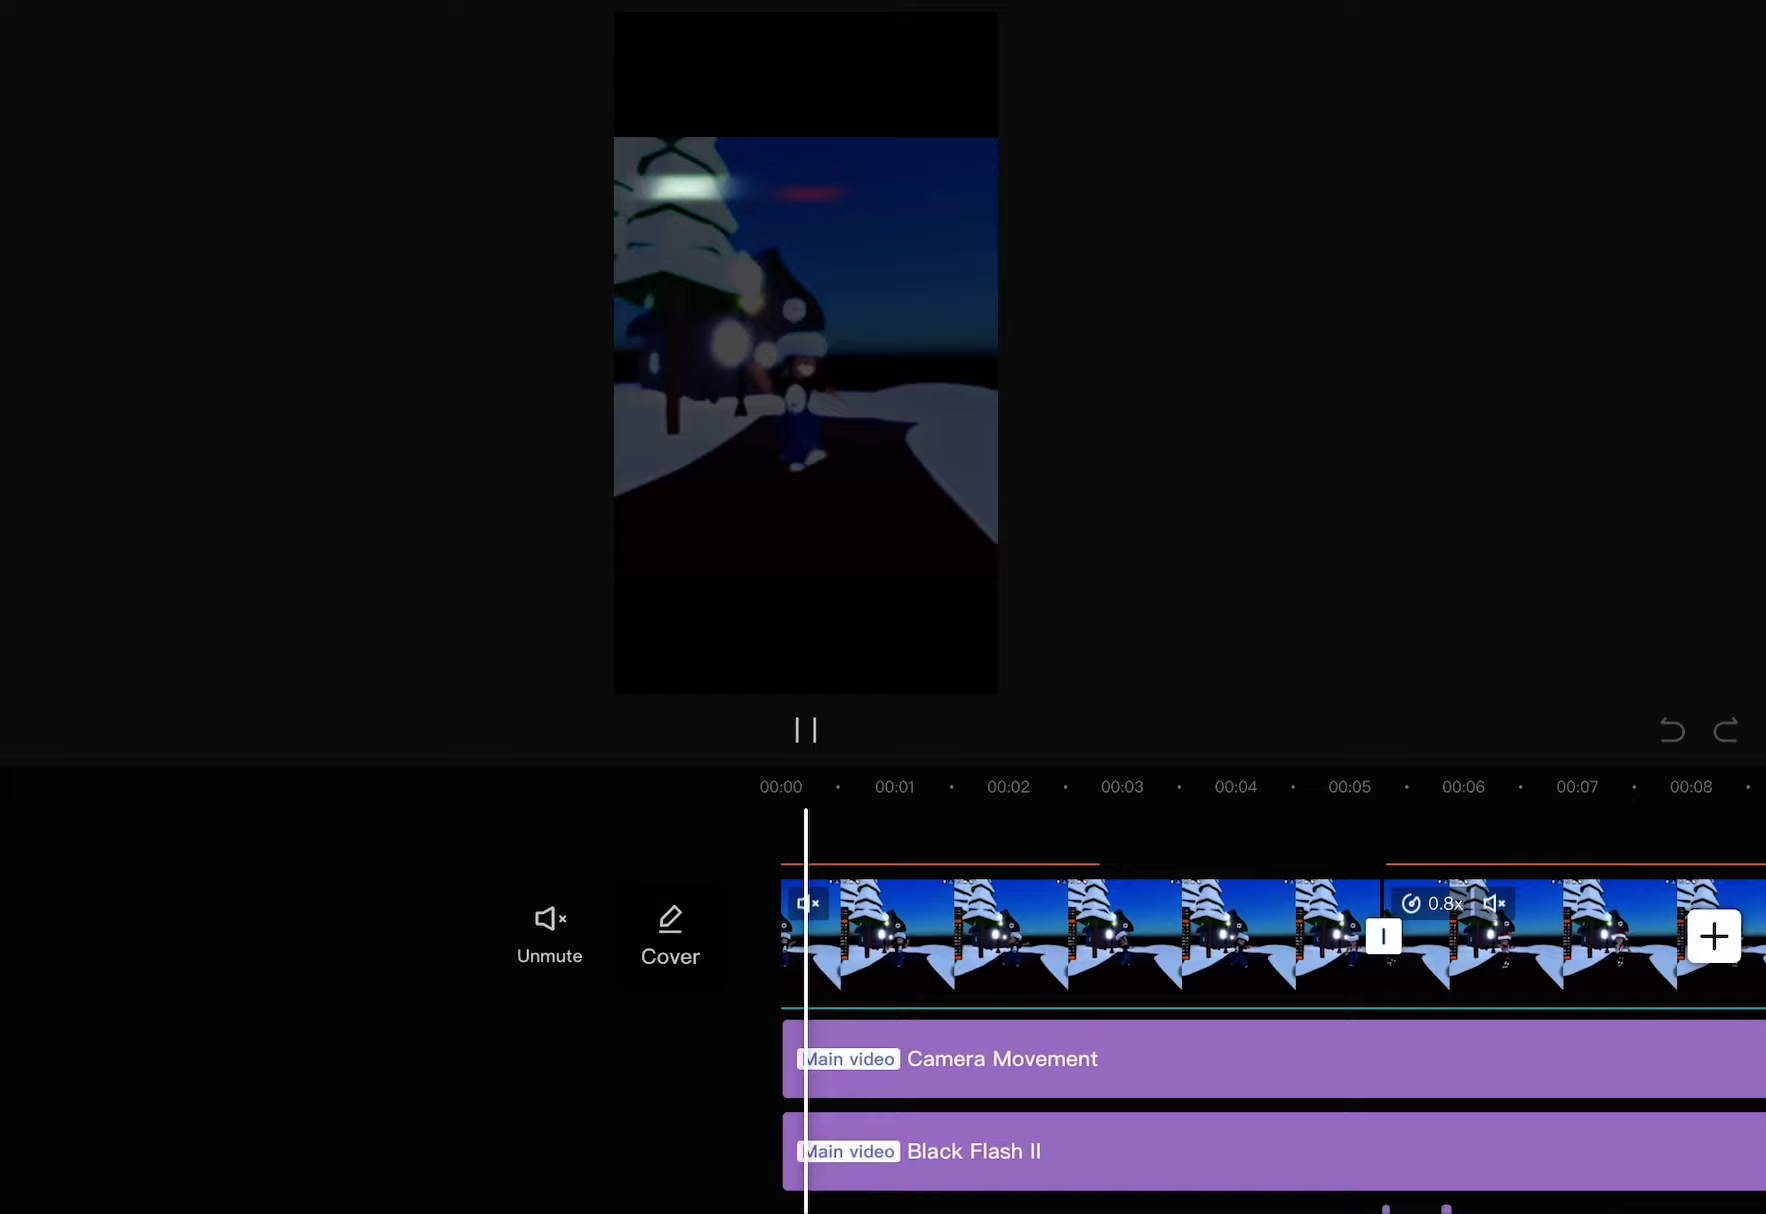 00:00 00:01 00:02 00:03 00:04 00:05 00:06 00:07 00:08
0.8x
Unmute
Cover
Main video Camera Movement
Main video Black Flash II